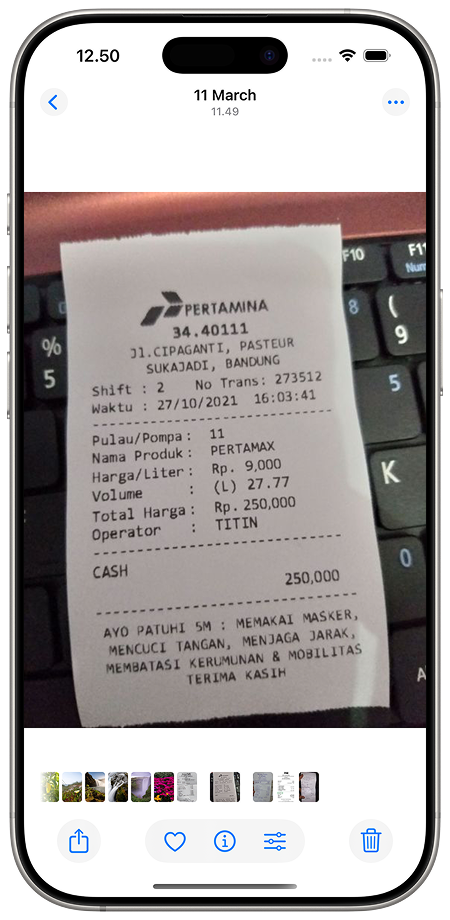 12.50
11 March
11.49
PERTAMINA
34.40111
Jl.CIPAGANTI, PASTEUR
SUKAJADI, BANDUNG
Shift : 2 No Trans: 273512
Waktu : 27/10/2021 16:03:41
Pulau/Pompa: 11
Nama Produk: PERTAMAX
Harga/Liter: Rp. 9,000
Volume : (L) 27.77
Total Harga: Rp. 250,000
Operator : TITIN
CASH
250,000
AYO PATUHI 5M : MEMAKAI MASKER,
MENCUCI TANGAN, MENJAGA JARAK,
MEMBATASI KERUMUNAN & MOBILITAS
TERIMA KASIH
F10
F11
Num
%
5
8
(
9
5
K
0
A